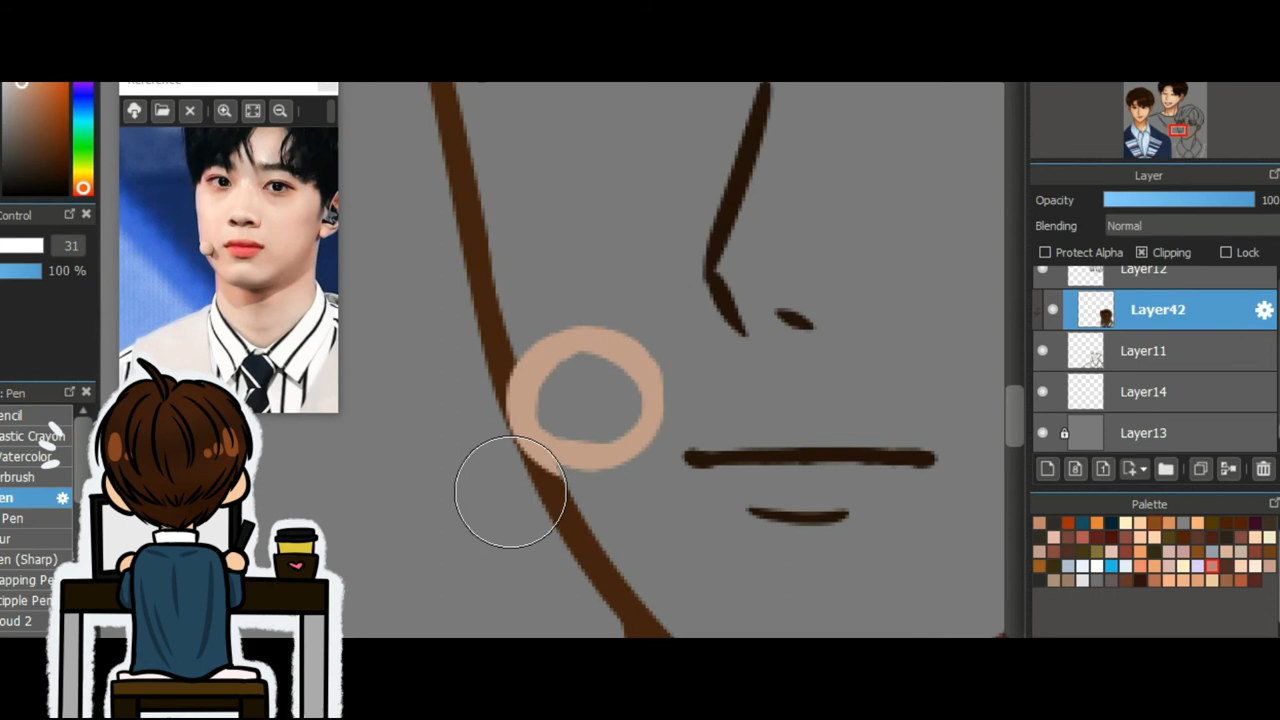 Control
31
100 %
: Pen
encil
astic Crayon
Watercolor
rbrush
en
Pen
ur
en (Sharp)
apping Pe
ipple Pen
oud 2
Layer
Opacity
100
Blending
Normal
Protect Alpha
Clipping
Lock
Layer12
Layer42
Layer11
Layer14
Layer13
Palette